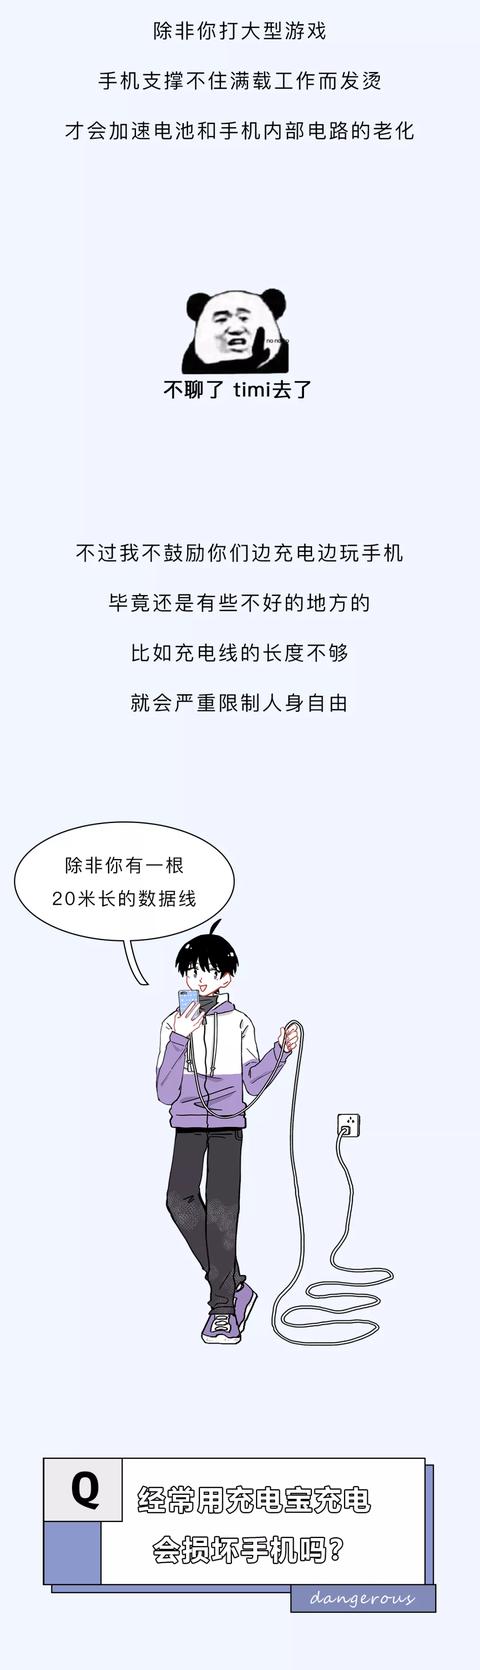 除非你打大型游戏
手机支撑不住满载工作而发烫
才会加速电池和手机内部电路的老化
no no no
不聊了 timi去了
不过我不鼓励你们边充电边玩手机
毕竟还是有些不好的地方的
比如充电线的长度不够
就会严重限制人身自由
除非你有一根
20米长的数据线
Q
经常用充电宝充电
会损坏手机吗?
dangerous